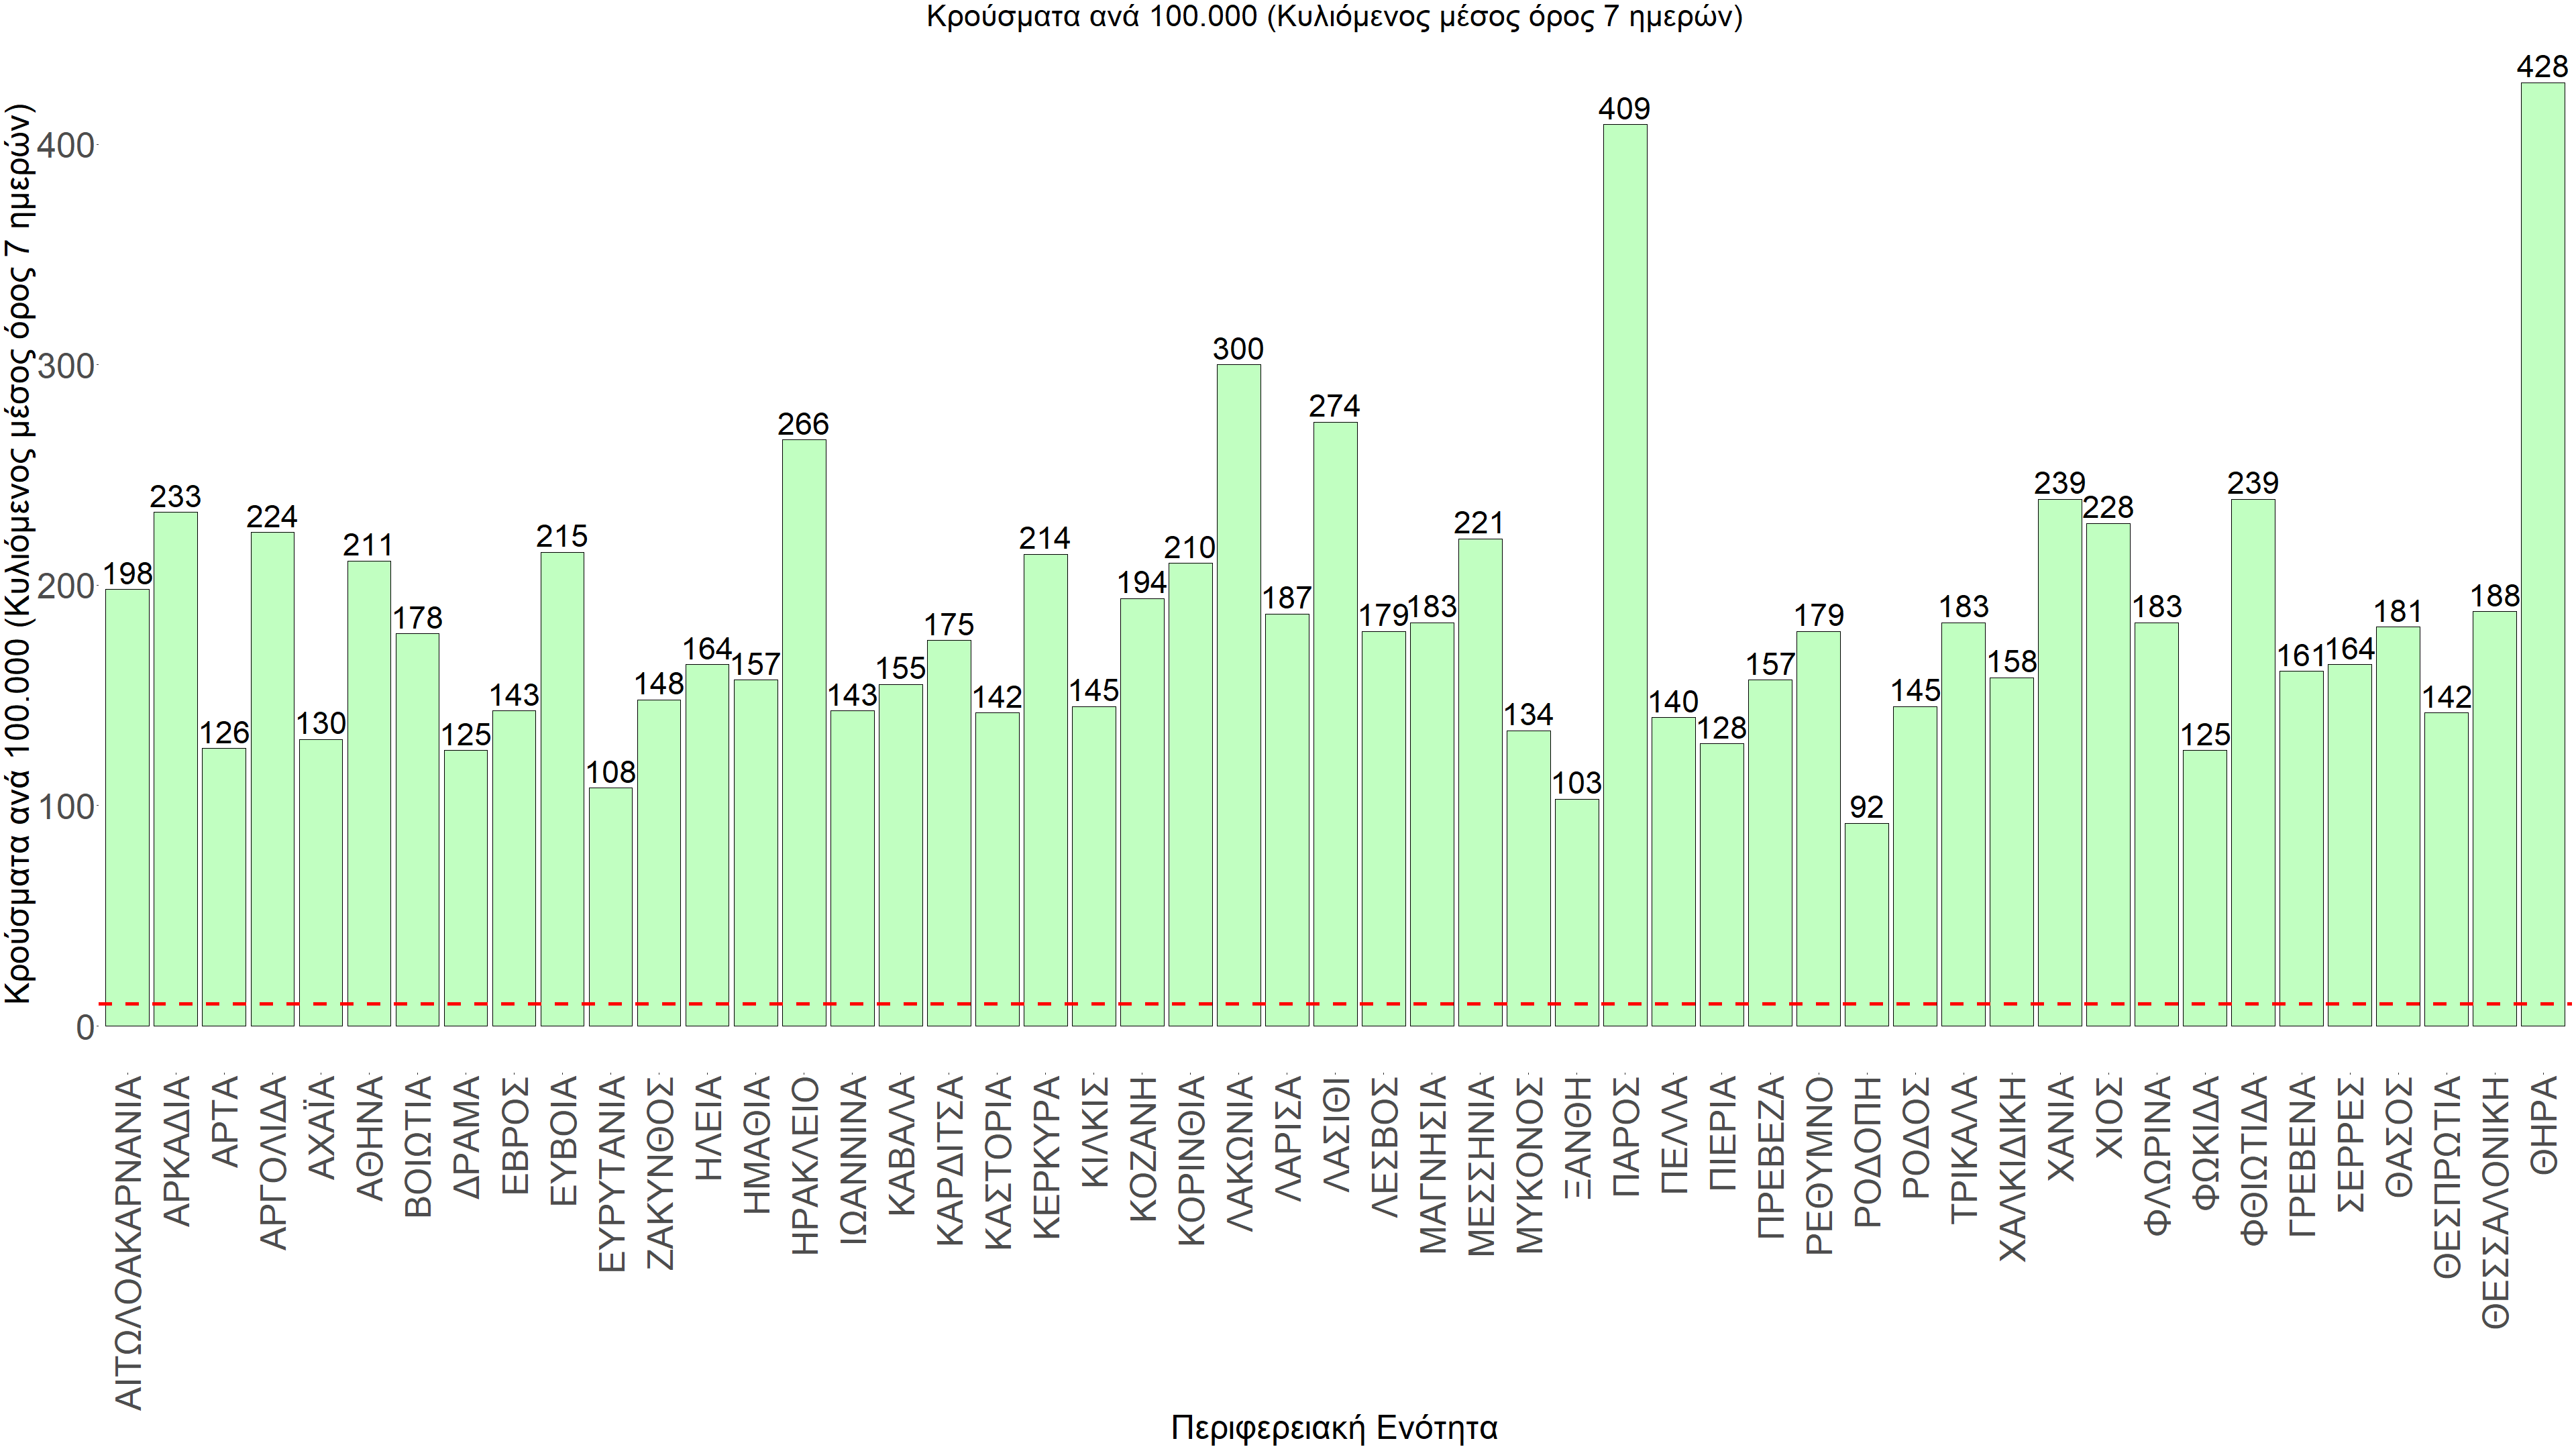 Κρούσματα ανά 100.000 (Κυλιόμενος μέσος όρος 7 ημερών)
Κρούσματα ανά 100.000 (Κυλιόμενος μέσος όρος 7 ημερών)
400
300
200
100
0
198
233
126
224
130
211
178
125
143
215
108
148
164
157
266
143
155
175
142
214
145
194
210
300
187
274
179
183
221
134
103
409
140
128
157
179
92
145
183
158
239
228
183
125
239
161
164
181
142
188
428
ΑΙΤΩΛΟΑΚΑΡΝΑΝΙΑ
ΑΡΚΑΔΙΑ
ΑΡΤΑ
ΑΡΓΟΛΙΔΑ
ΑΧΑΪΑ
ΑΘΗΝΑ
ΒΟΙΩΤΙΑ
ΔΡΑΜΑ
ΕΒΡΟΣ
ΕΥΒΟΙΑ
ΕΥΡΥΤΑΝΙΑ
ΖΑΚΥΝΘΟΣ
ΗΛΕΙΑ
ΗΜΑΘΙΑ
ΗΡΑΚΛΕΙΟ
ΙΩΑΝΝΙΝΑ
ΚΑΒΑΛΑ
ΚΑΡΔΙΤΣΑ
ΚΑΣΤΟΡΙΑ
ΚΕΡΚΥΡΑ
ΚΙΛΚΙΣ
ΚΟΖΑΝΗ
ΚΟΡΙΝΘΙΑ
ΛΑΚΩΝΙΑ
ΛΑΡΙΣΑ
ΛΑΣΙΘΙ
ΛΕΣΒΟΣ
ΜΑΓΝΗΣΙΑ
ΜΕΣΣΗΝΙΑ
ΜΥΚΟΝΟΣ
ΞΑΝΘΗ
ΠΑΡΟΣ
ΠΕΛΛΑ
ΠΙΕΡΙΑ
ΠΡΕΒΕΖΑ
ΡΕΘΥΜΝΟ
ΡΟΔΟΠΗ
ΡΟΔΟΣ
ΤΡΙΚΑΛΑ
ΧΑΛΚΙΔΙΚΗ
ΧΑΝΙΑ
ΧΙΟΣ
ΦΛΩΡΙΝΑ
ΦΩΚΙΔΑ
ΦΘΙΩΤΙΔΑ
ΓΡΕΒΕΝΑ
ΣΕΡΡΕΣ
ΘΑΣΟΣ
ΘΕΣΠΡΩΤΙΑ
ΘΕΣΣΑΛΟΝΙΚΗ
ΘΗΡΑ
Περιφερειακή Ενότητα